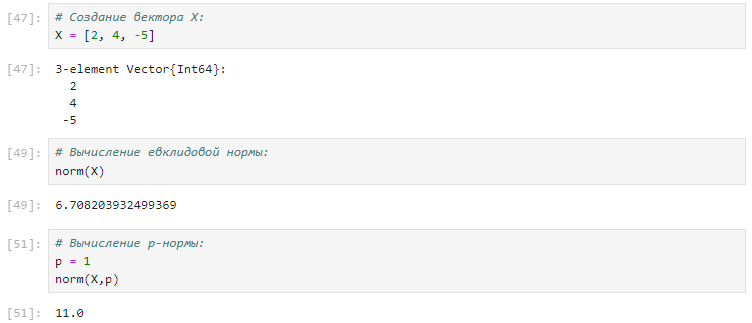 [47]: # Создание вектора X:
X = [2, 4, -5]
[47]: 3-element Vector{Int64}:
2
4
-5
[49]: # Вычисление евклидовой нормы:
norm(X)
[49]: 6.708203932499369
[51]: # Вычисление p-нормы:
p = 1
norm(X,p)
[51]: 11.0